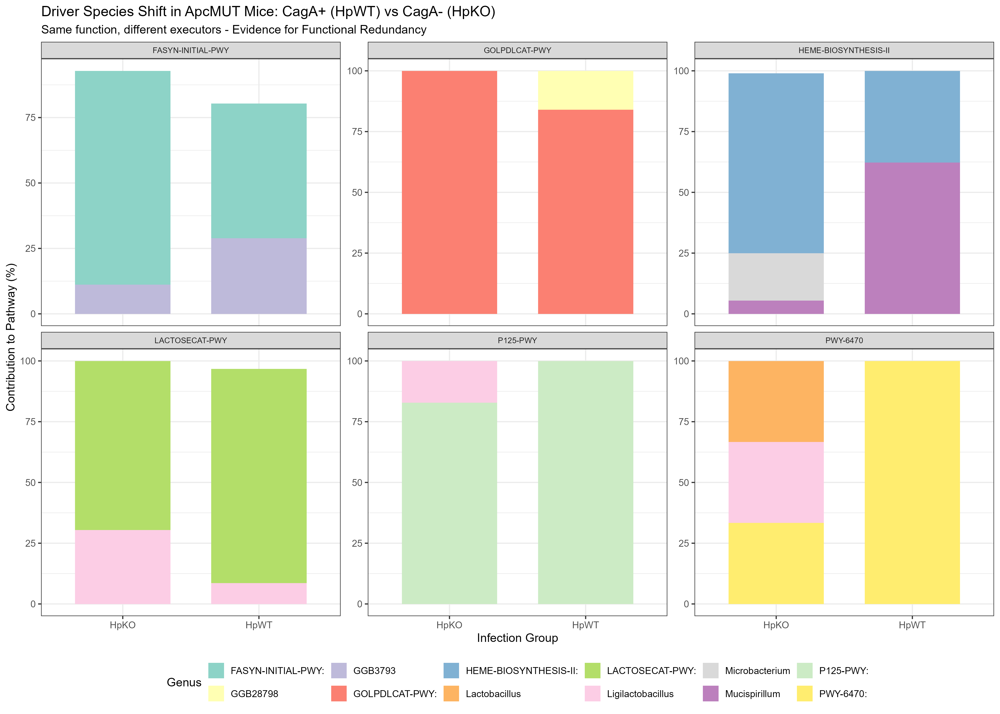 Driver Species Shift in ApcMUT Mice: CagA+ (HpWT) vs CagA- (HpKO)
Same function, different executors - Evidence for Functional Redundancy
FASYN-INITIAL-PWY
GOLPDLCAT-PWY
HEME-BIOSYNTHESIS-II
75
50
25
0
100
75
50
25
0
100
75
50
25
0
Contribution to Pathway (%)
LACTOSECAT-PWY
P125-PWY
PWY-6470
100
75
50
25
0
100
75
50
25
0
100
75
50
25
0
HpKO
HpWT
HpKO
HpWT
HpKO
HpWT
Infection Group
Genus
FASYN-INITIAL-PWY:
GGB3793
HEME-BIOSYNTHESIS-II:
LACTOSECAT-PWY:
Microbacterium
P125-PWY:
GGB28798
GOLPDLCAT-PWY:
Lactobacillus
Ligilactobacillus
Mucispirillum
PWY-6470: